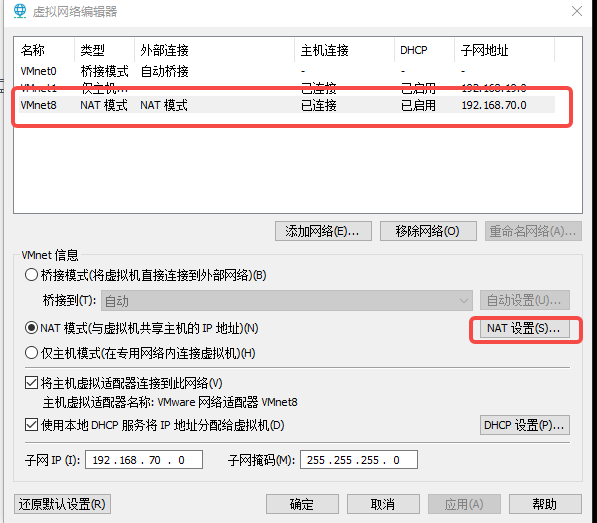 虚拟网络编辑器
名称 类型 外部连接 主机连接 DHCP 子网地址
VMnet0 桥接模式 自动桥接 - - -
VMnet1 仅主机... - 已连接 已启用 192.168.19.0
VMnet8 NAT 模式 NAT 模式 已连接 已启用 192.168.70.0
添加网络(E)... 移除网络(O) 重命名网络(A)...
VMnet 信息
桥接模式(将虚拟机直接连接到外部网络)(B)
桥接到(T): 自动 自动设置(U)...
NAT 模式(与虚拟机共享主机的 IP 地址)(N) NAT 设置(S)...
仅主机模式(在专用网络内连接虚拟机)(H)
将主机虚拟适配器连接到此网络(V)
主机虚拟适配器名称: VMware 网络适配器 VMnet8
使用本地 DHCP 服务将 IP 地址分配给虚拟机(D) DHCP 设置(P)...
子网 IP (I): 192 . 168 . 70 . 0 子网掩码(M): 255 . 255 . 255 . 0
还原默认设置(R) 确定 取消 应用(A) 帮助